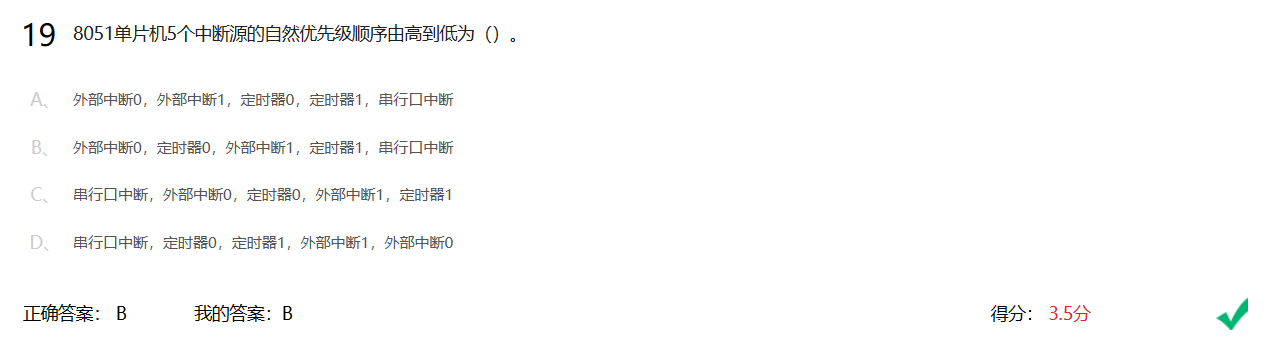 19 8051单片机5个中断源的自然优先级顺序由高到低为（）。
A、 外部中断0，外部中断1，定时器0，定时器1，串行口中断
B、 外部中断0，定时器0，外部中断1，定时器1，串行口中断
C、 串行口中断，外部中断0，定时器0，外部中断1，定时器1
D、 串行口中断，定时器0，定时器1，外部中断1，外部中断0
正确答案： B 我的答案：B 得分： 3.5分